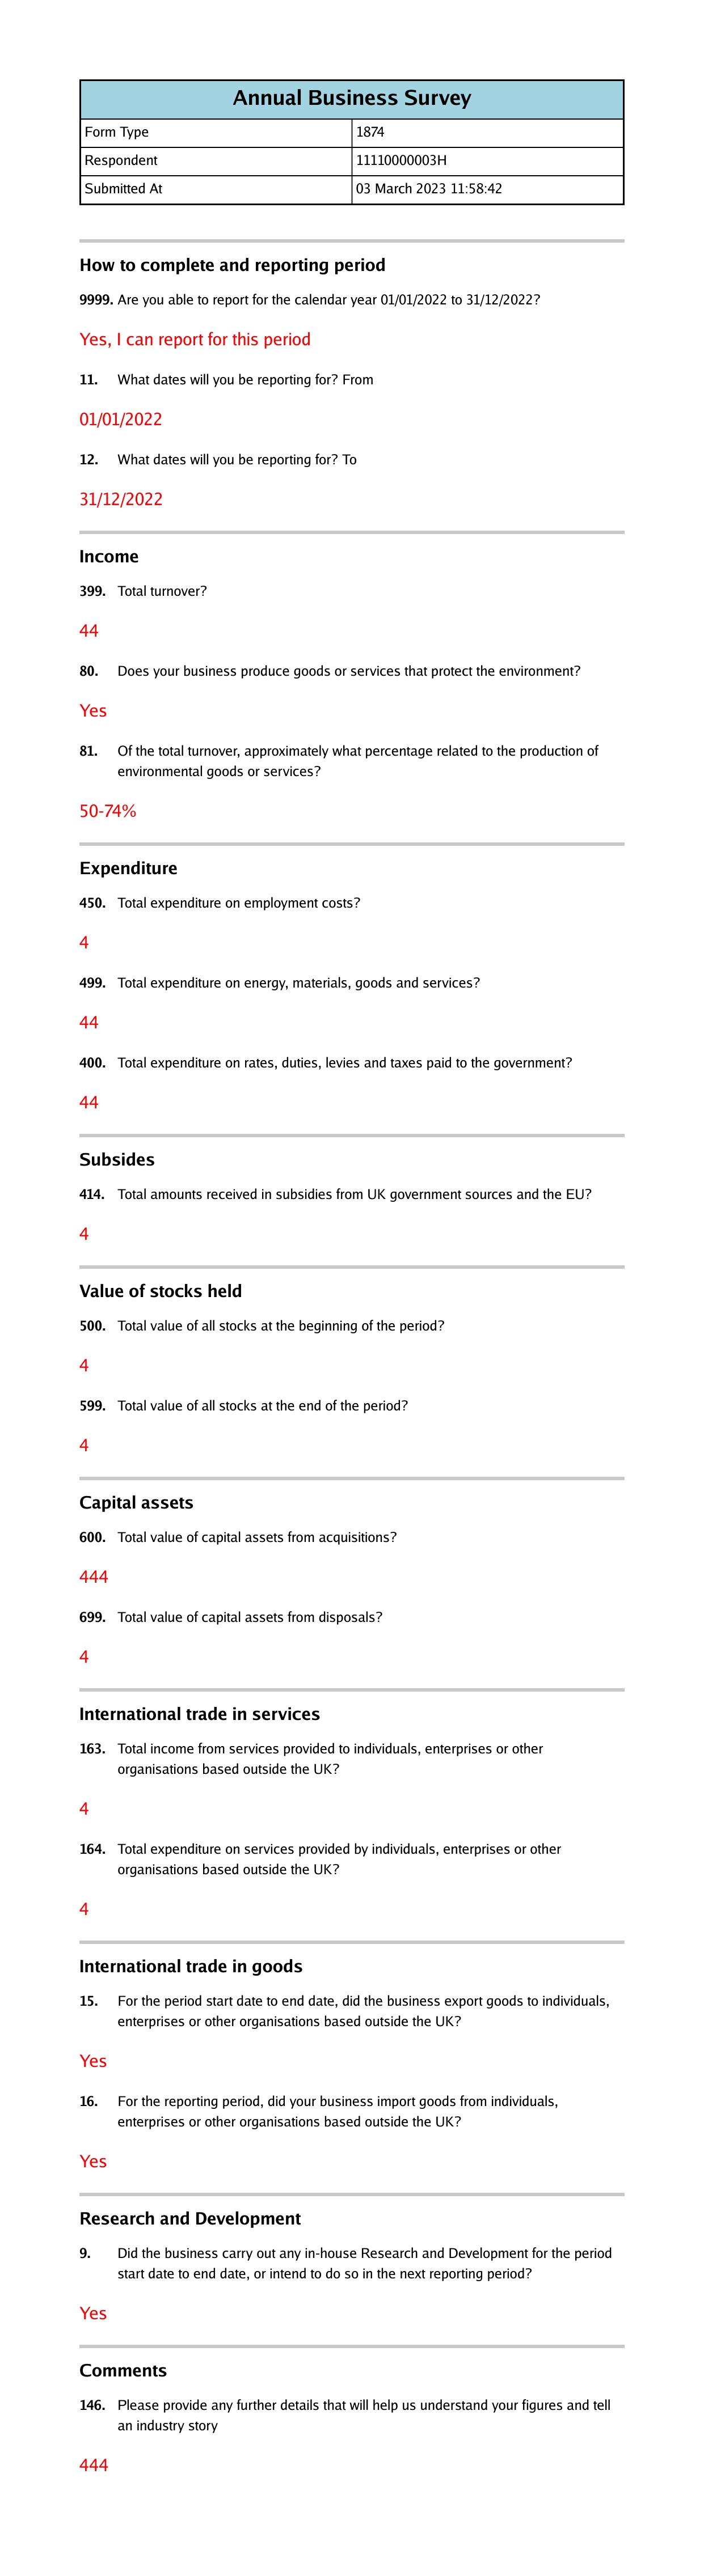 Annual Business Survey
Form Type 1874
Respondent 11110000003H
Submitted At 03 March 2023 11:58:42
How to complete and reporting period
9999. Are you able to report for the calendar year 01/01/2022 to 31/12/2022?
Yes, I can report for this period
11. What dates will you be reporting for? From
01/01/2022
12. What dates will you be reporting for? To
31/12/2022
Income
399. Total turnover?
44
80. Does your business produce goods or services that protect the environment?
Yes
81. Of the total turnover, approximately what percentage related to the production of
environmental goods or services?
50-74%
Expenditure
450. Total expenditure on employment costs?
4
499. Total expenditure on energy, materials, goods and services?
44
400. Total expenditure on rates, duties, levies and taxes paid to the government?
44
Subsides
414. Total amounts received in subsidies from UK government sources and the EU?
4
Value of stocks held
500. Total value of all stocks at the beginning of the period?
4
599. Total value of all stocks at the end of the period?
4
Capital assets
600. Total value of capital assets from acquisitions?
444
699. Total value of capital assets from disposals?
4
International trade in services
163. Total income from services provided to individuals, enterprises or other
organisations based outside the UK?
4
164. Total expenditure on services provided by individuals, enterprises or other
organisations based outside the UK?
4
International trade in goods
15. For the period start date to end date, did the business export goods to individuals,
enterprises or other organisations based outside the UK?
Yes
16. For the reporting period, did your business import goods from individuals,
enterprises or other organisations based outside the UK?
Yes
Research and Development
9. Did the business carry out any in-house Research and Development for the period
start date to end date, or intend to do so in the next reporting period?
Yes
Comments
146. Please provide any further details that will help us understand your figures and tell
an industry story
444